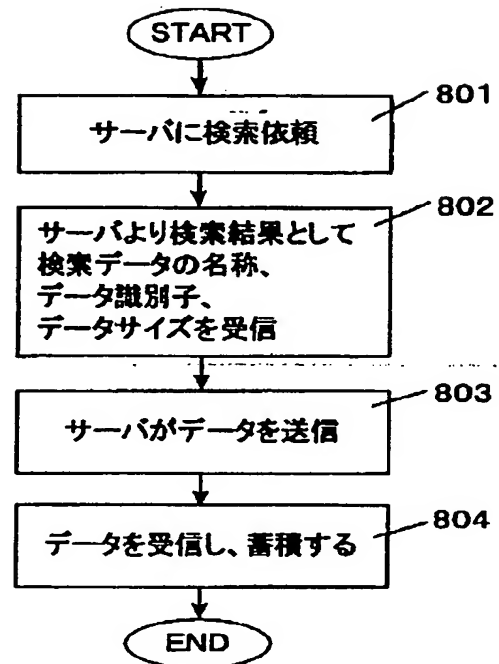 START
801
サーバに検索依頼
802
サーバより検索結果として
検索データの名称、
データ識別子、
データサイズを受信
803
サーバがデータを送信
804
データを受信し、蓄積する
END